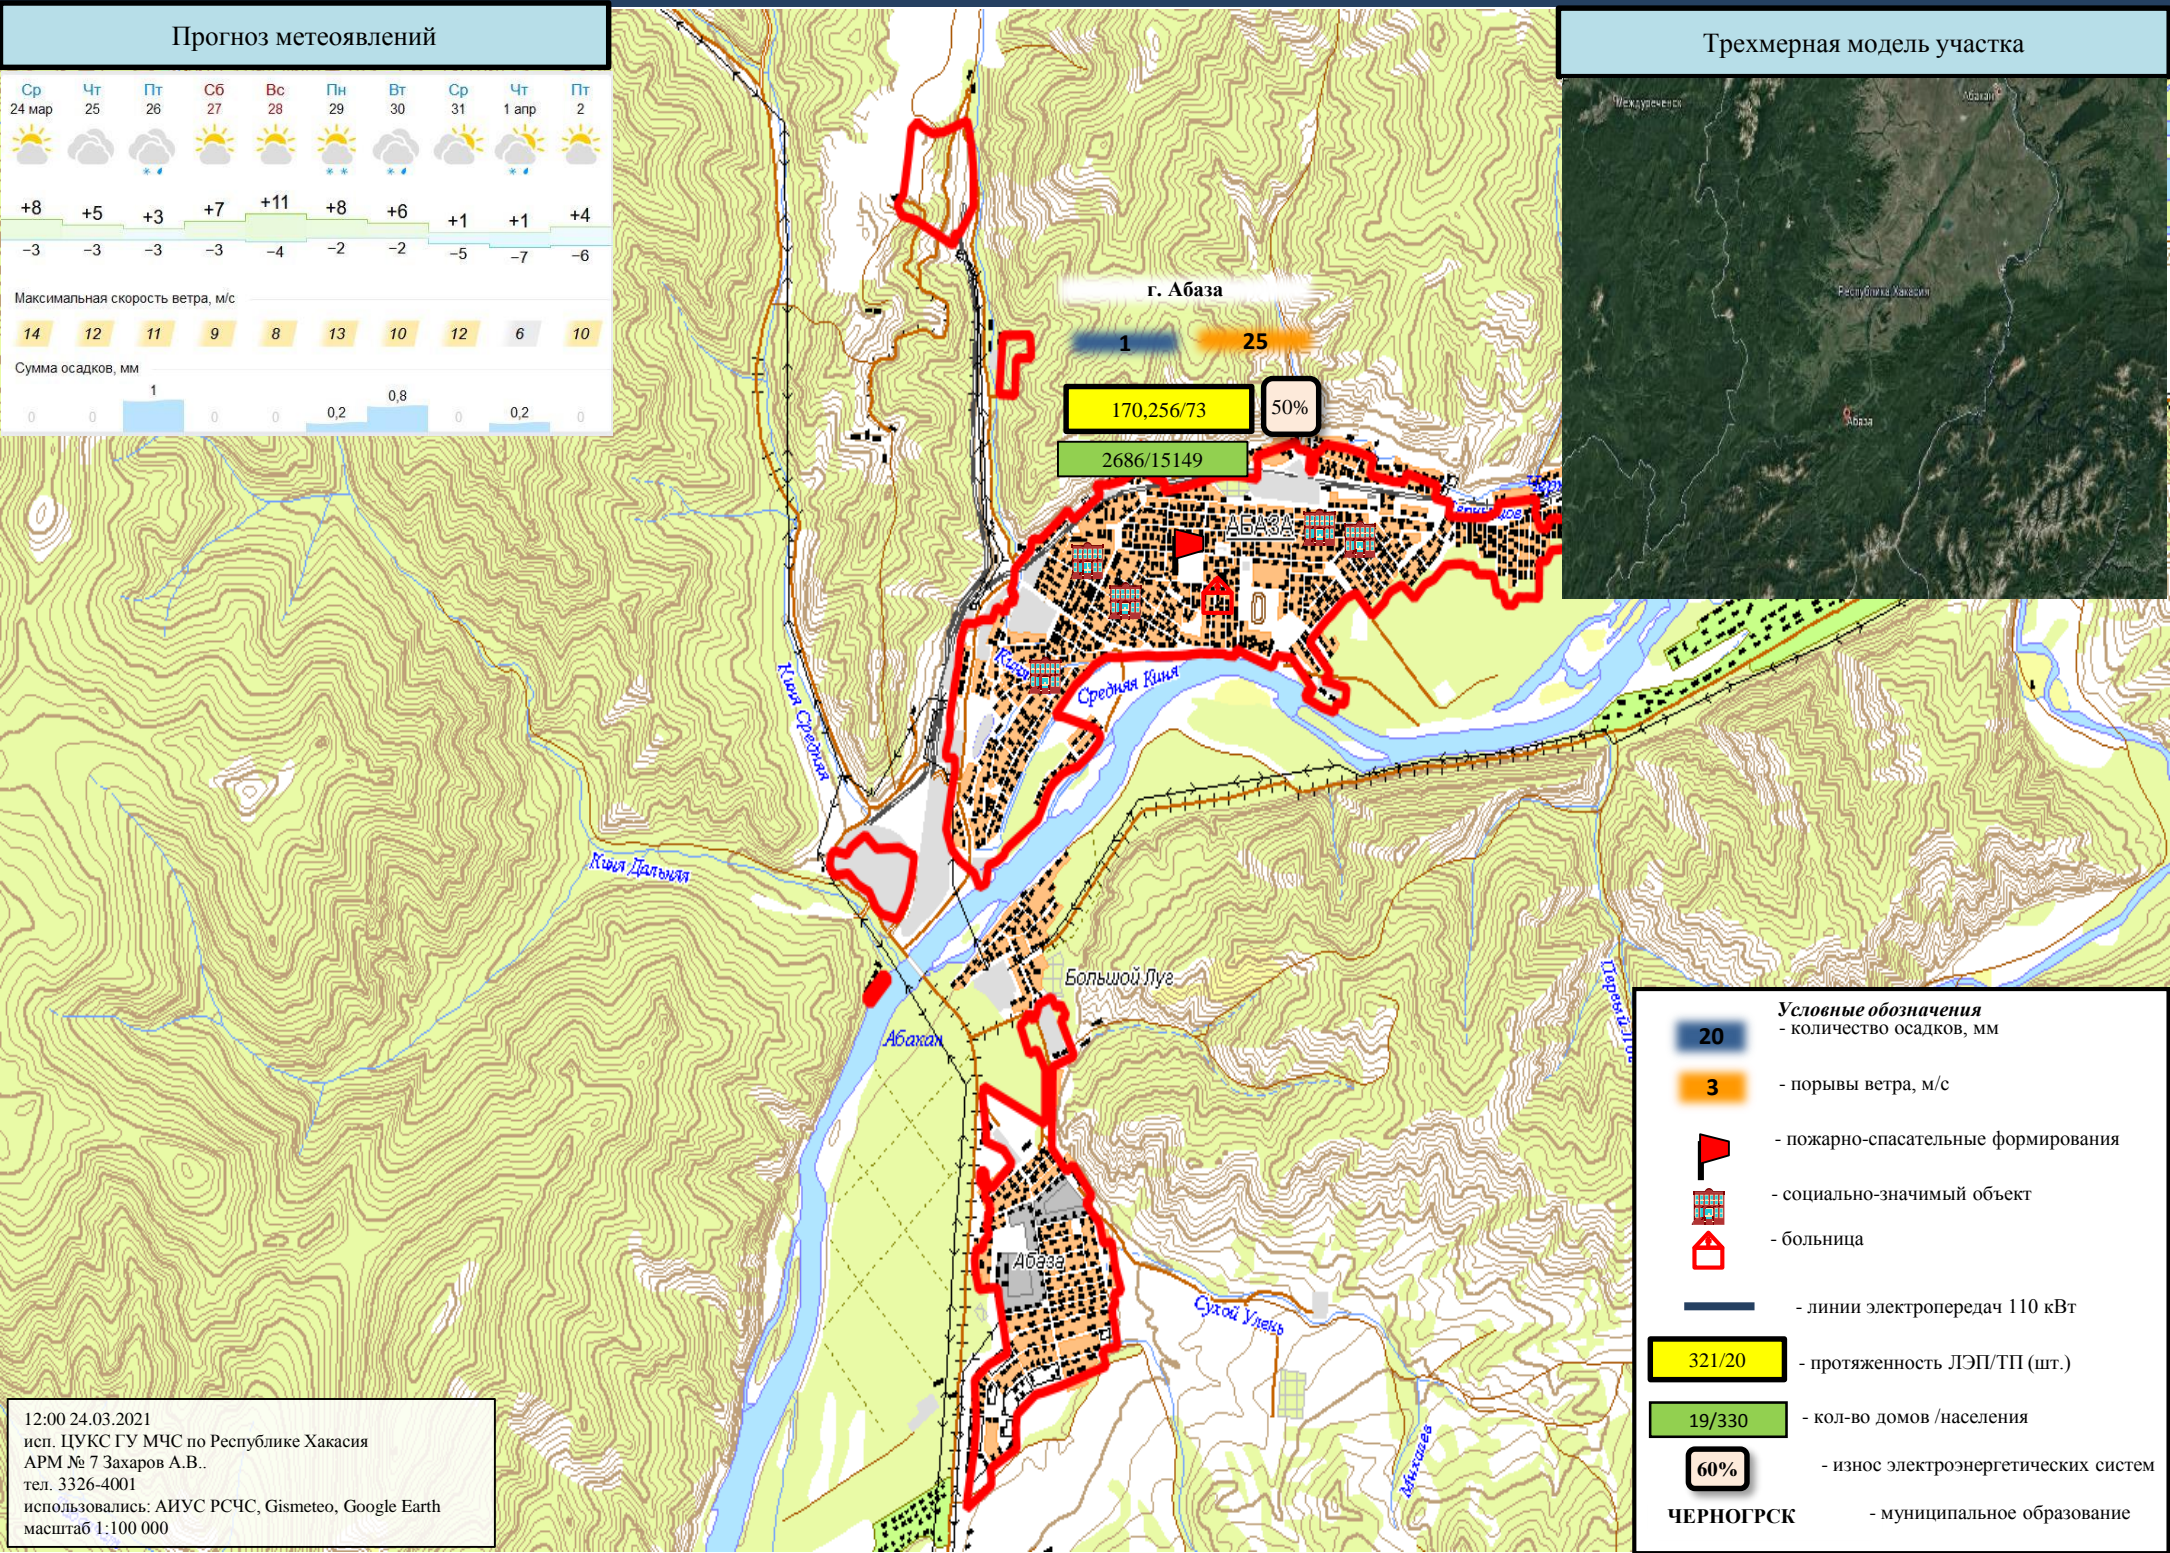 Прогноз метеоявлений
Ср Чт Пт Сб Вс Пн Вт Ср Чт Пт
24 мар 25 26 27 28 29 30 31 1 апр 2
+8 +5 +3 +7 +11 +8 +6 +1 +1 +4
−3 −3 −3 −3 −4 −2 −2 −5 −7 −6
Максимальная скорость ветра, м/с
14 12 11 9 8 13 10 12 6 10
Сумма осадков, мм
0 0 1 0 0 0,2 0,8 0 0,2 0
Трехмерная модель участка
Междуреченск
Абакан
Республика Хакасия
Абаза
г. Абаза
1 25
170,256/73 50%
2686/15149
АБАЗА
Средняя Киня
Киня Средняя
Киня Дальняя
Большой Луг
Абакан
Абаза
Сухой Улень
Условные обозначения
20 - количество осадков, мм
3 - порывы ветра, м/с
- пожарно-спасательные формирования
- социально-значимый объект
- больница
- линии электропередач 110 кВт
321/20 - протяженность ЛЭП/ТП (шт.)
19/330 - кол-во домов /населения
60% - износ электроэнергетических систем
ЧЕРНОГРСК - муниципальное образование
12:00 24.03.2021
исп. ЦУКС ГУ МЧС по Республике Хакасия
АРМ № 7 Захаров А.В..
тел. 3326-4001
использовались: АИУС РСЧС, Gismeteo, Google Earth
масштаб 1:100 000